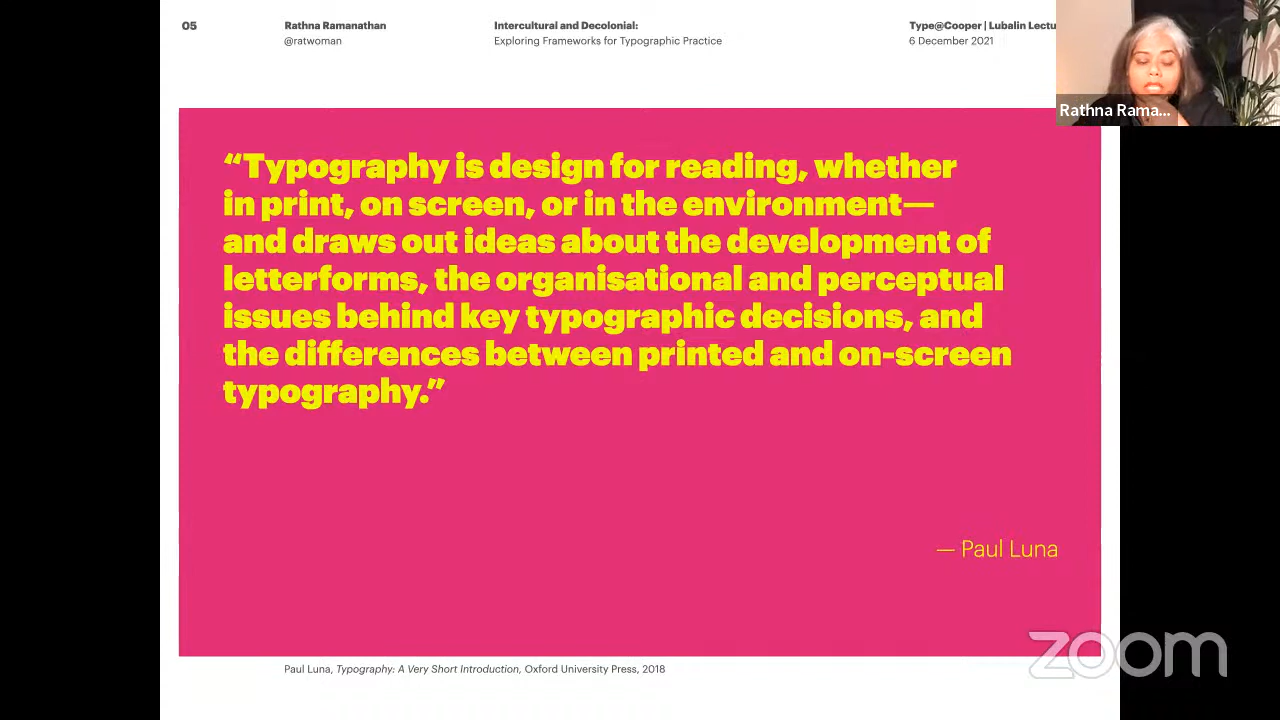 05
Rathna Ramanathan
@ratwoman
Intercultural and Decolonial:
Exploring Frameworks for Typographic Practice
Type@Cooper | Lubalin Lectu
6 December 2021
Rathna Rama...
“Typography is design for reading, whether
in print, on screen, or in the environment—
and draws out ideas about the development of
letterforms, the organisational and perceptual
issues behind key typographic decisions, and
the differences between printed and on-screen
typography.”
— Paul Luna
zoom
Paul Luna, Typography: A Very Short Introduction, Oxford University Press, 2018